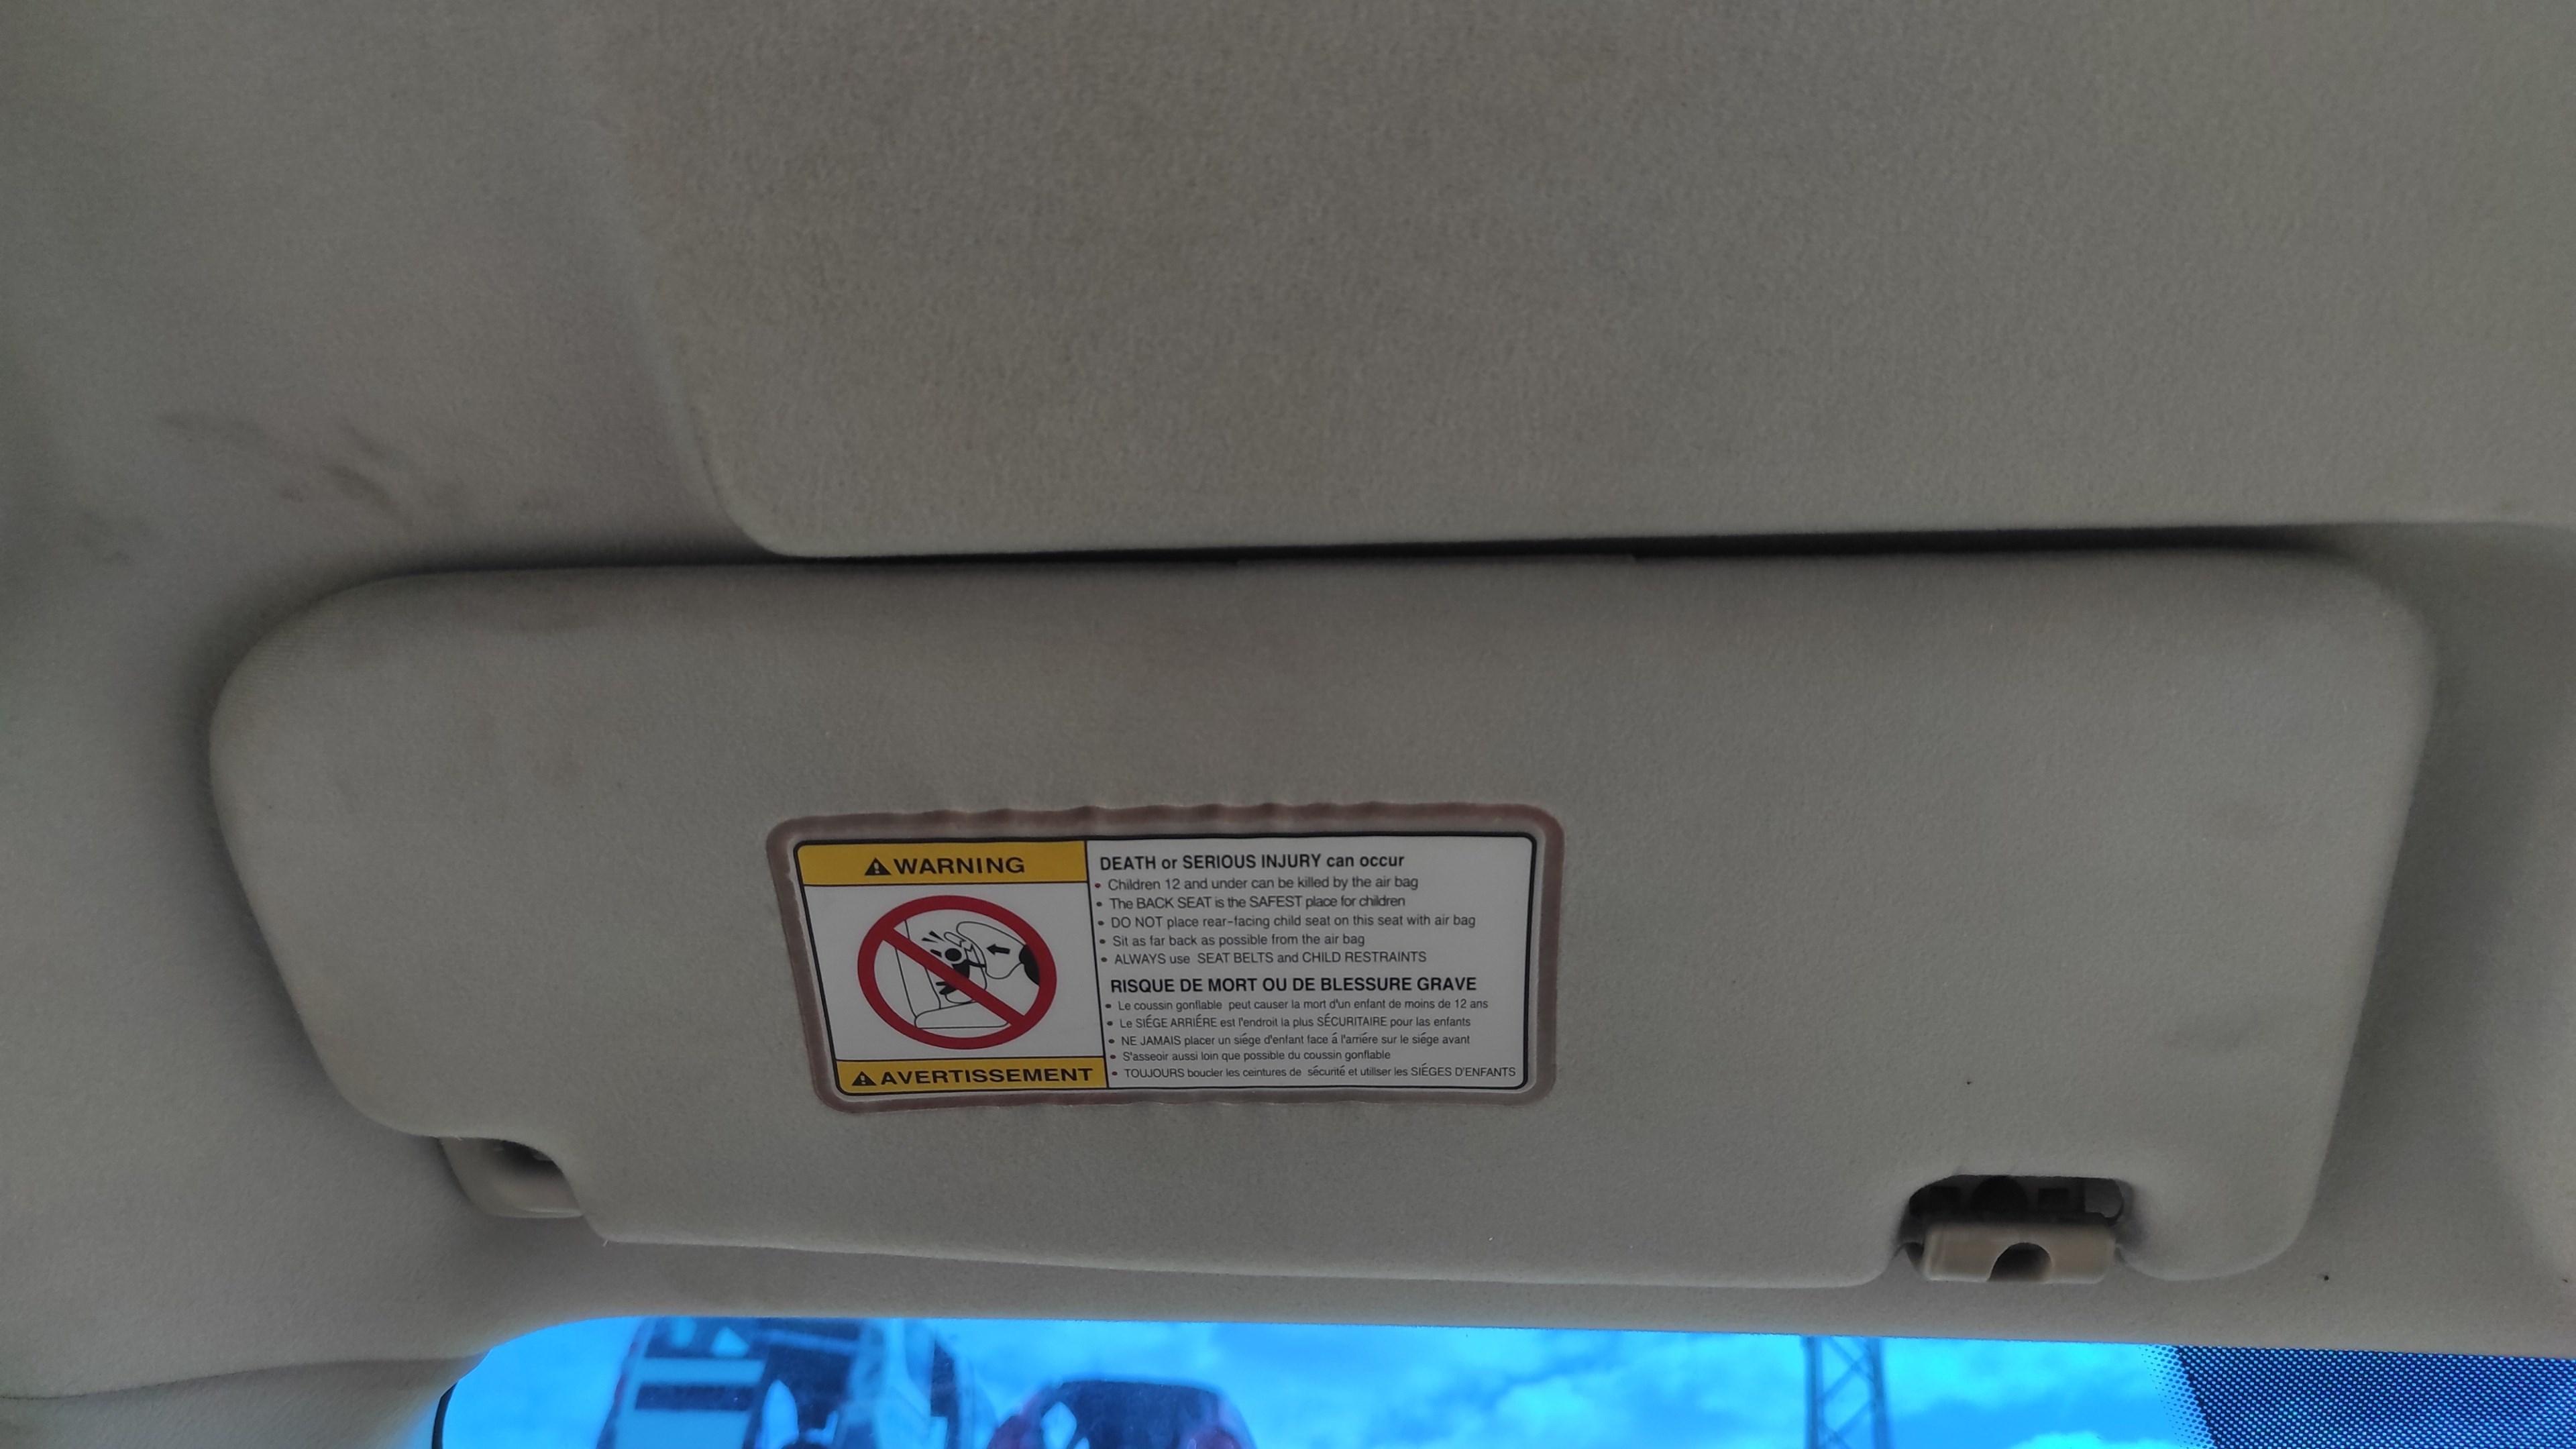 WARNING
DEATH or SERIOUS INJURY can occur
• Children 12 and under can be killed by the air bag
• The BACK SEAT is the SAFEST place for children
• DO NOT place rear-facing child seat on this seat with air bag
• Sit as far back as possible from the air bag
• ALWAYS use SEAT BELTS and CHILD RESTRAINTS
RISQUE DE MORT OU DE BLESSURE GRAVE
• Le coussin gonflable peut causer la mort d'un enfant de moins de 12 ans
• Le SIÉGE ARRIÉRE est l'endroit la plus SÉCURITAIRE pour las enfants
• NE JAMAIS placer un siége d'enfant face á l'arriére sur le siége avant
• S'asseoir aussi loin que possible du coussin gonflable
• TOUJOURS boucler les ceintures de sécurité et utiliser les SIÉGES D'ENFANTS
AVERTISSEMENT